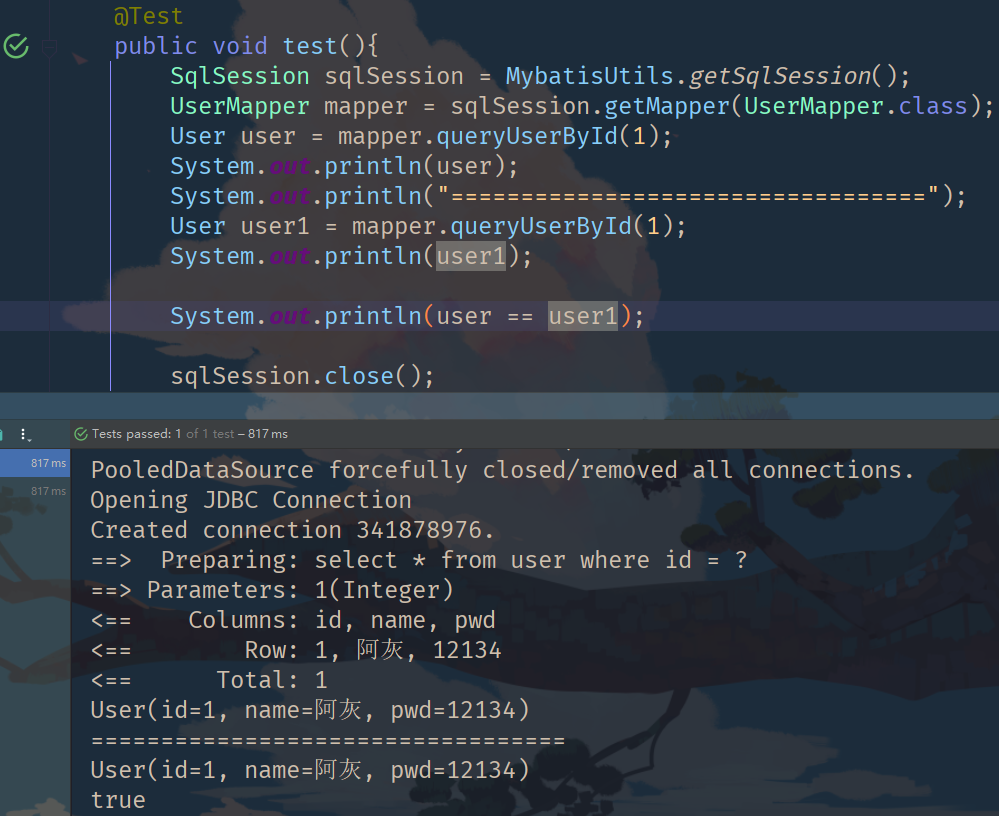 @Test
public void test(){
SqlSession sqlSession = MybatisUtils.getSqlSession();
UserMapper mapper = sqlSession.getMapper(UserMapper.class);
User user = mapper.queryUserById(1);
System.out.println(user);
System.out.println("==================================");
User user1 = mapper.queryUserById(1);
System.out.println(user1);
System.out.println(user == user1);
sqlSession.close();
Tests passed: 1 of 1 test – 817 ms
817 ms
817 ms
PooledDataSource forcefully closed/removed all connections.
Opening JDBC Connection
Created connection 341878976.
==>  Preparing: select * from user where id = ?
==> Parameters: 1(Integer)
<==    Columns: id, name, pwd
<==        Row: 1, 阿灰, 12134
<==      Total: 1
User(id=1, name=阿灰, pwd=12134)
==================================
User(id=1, name=阿灰, pwd=12134)
true